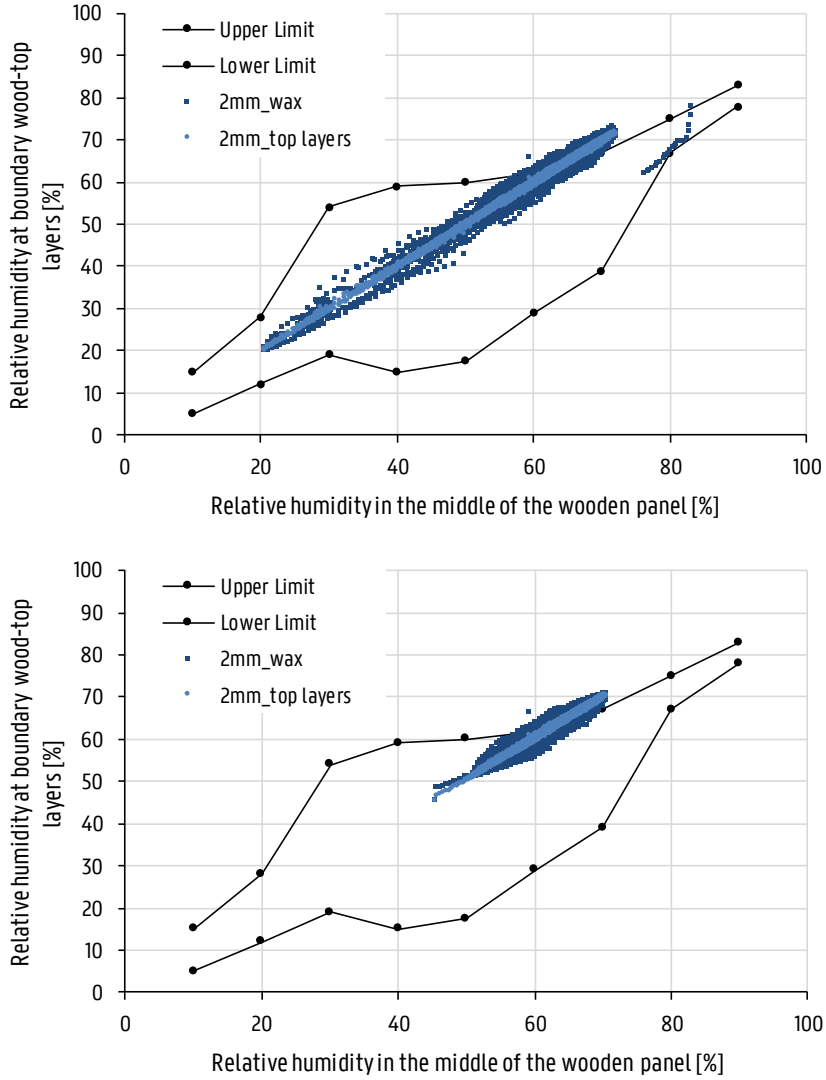 100
90
80
70
60
50
40
30
20
10
0
Relative humidity at boundary wood-top
layers [%]
Upper Limit
Lower Limit
2mm_wax
2mm_top layers
0 20 40 60 80 100
Relative humidity in the middle of the wooden panel [%]
100
90
80
70
60
50
40
30
20
10
0
Relative humidity at boundary wood-top
layers [%]
Upper Limit
Lower Limit
2mm_wax
2mm_top layers
0 20 40 60 80 100
Relative humidity in the middle of the wooden panel [%]